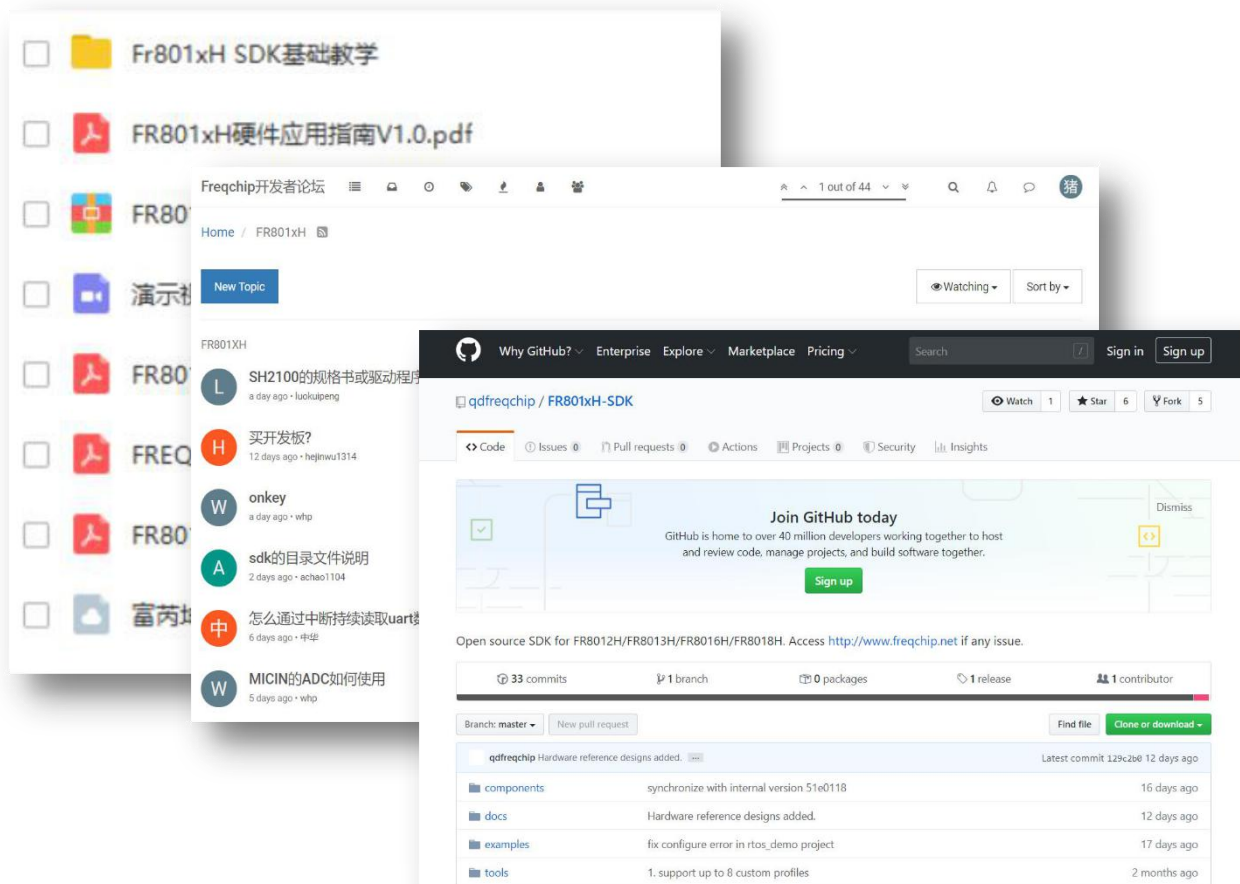 Fr801xH SDK基础教学
FR801xH硬件应用指南V1.0.pdf
FR80
演示
FR80
FREQ
FR80
富芮
Freqchip开发者论坛
1 out of 44
猪
Home / FR801xH
New Topic
Watching
Sort by
FR801XH
L
SH2100的规格书或驱动程序
a day ago • luokuipeng
H
买开发板?
12 days ago • hejinwu1314
W
onkey
a day ago • whp
A
sdk的目录文件说明
2 days ago • achao1104
中
怎么通过中断持续读取uart数
6 days ago • 中华
W
MICIN的ADC如何使用
5 days ago • whp
Why GitHub? Enterprise Explore Marketplace Pricing
Search /
Sign in Sign up
qdfreqchip / FR801xH-SDK
Watch 1 Star 6 Fork 5
Code Issues 0 Pull requests 0 Actions Projects 0 Security Insights
Join GitHub today
Dismiss
GitHub is home to over 40 million developers working together to host
and review code, manage projects, and build software together.
Sign up
Open source SDK for FR8012H/FR8013H/FR8016H/FR8018H. Access http://www.freqchip.net if any issue.
33 commits 1 branch 0 packages 1 release 1 contributor
Branch: master New pull request Find file Clone or download
qdfreqchip Hardware reference designs added. ... Latest commit 129c2b0 12 days ago
components synchronize with internal version 51e0118 16 days ago
docs Hardware reference designs added. 12 days ago
examples fix configure error in rtos_demo project 17 days ago
tools 1. support up to 8 custom profiles 2 months ago